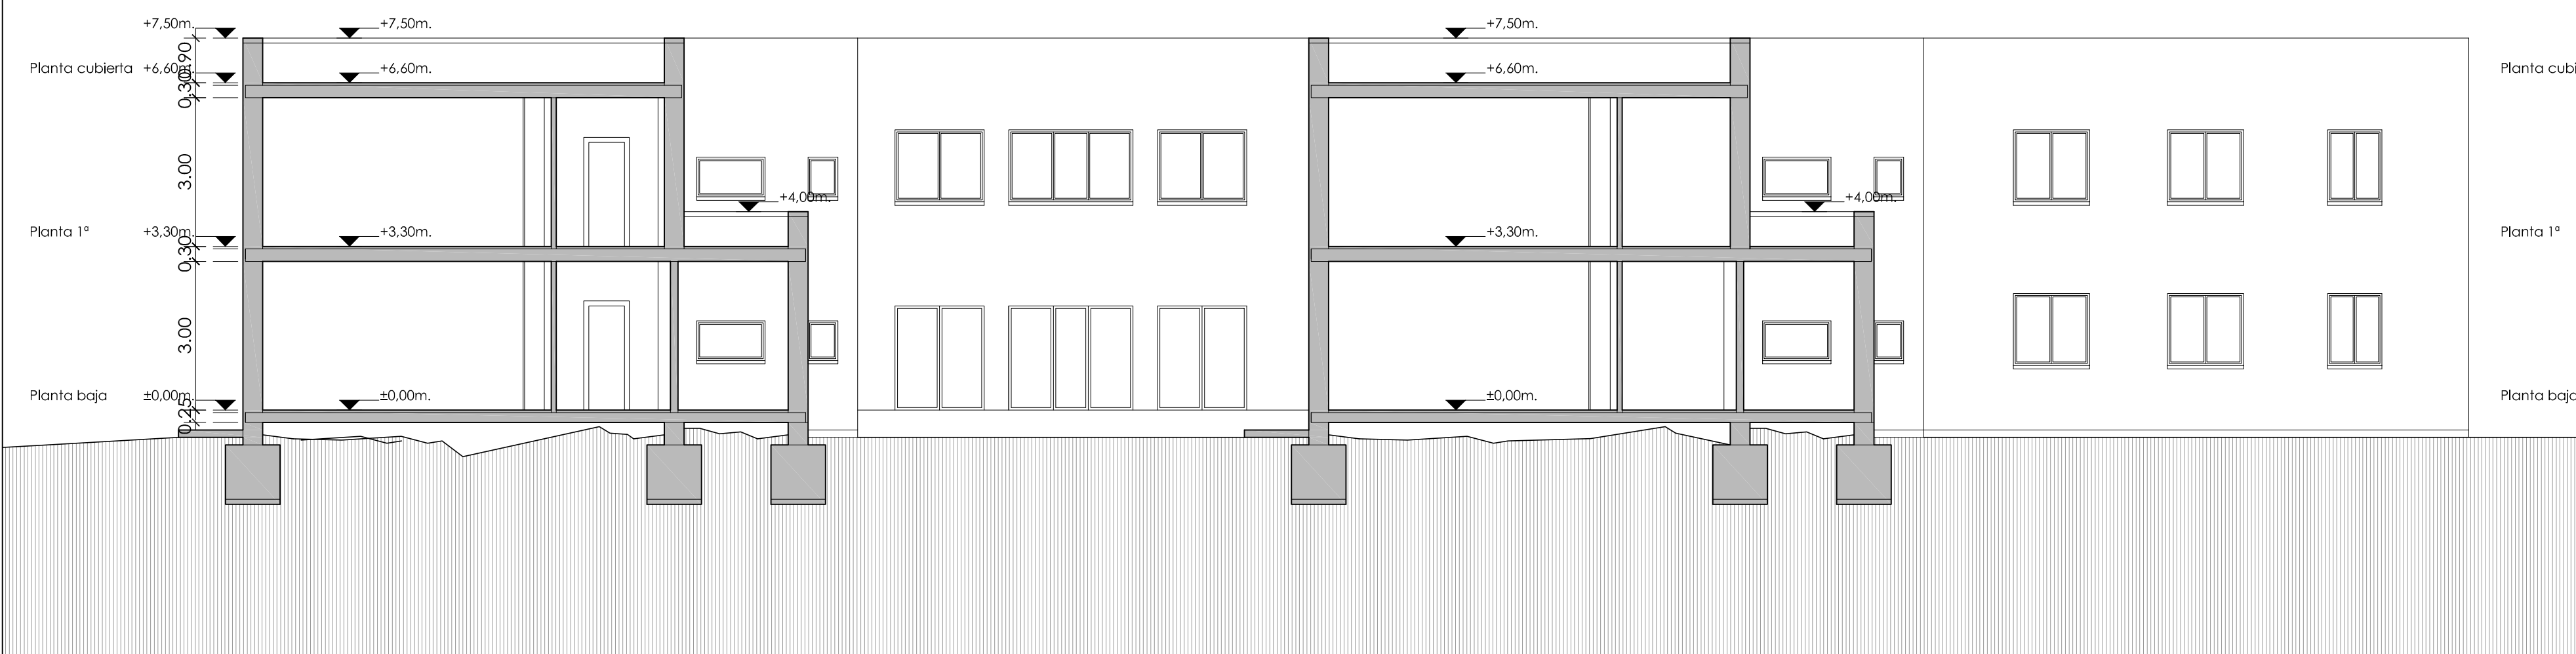 +7,50m.
+7,50m.
+7,50m.
0.90
Planta cubierta
+6,60m.
+6,60m.
+6,60m.
Planta cubi
0.30
3.00
+4,00m.
+4,00m.
Planta 1ª
+3,30m.
+3,30m.
+3,30m.
Planta 1ª
0.30
3.00
Planta baja
±0,00m.
±0,00m.
±0,00m.
Planta baja
0.25